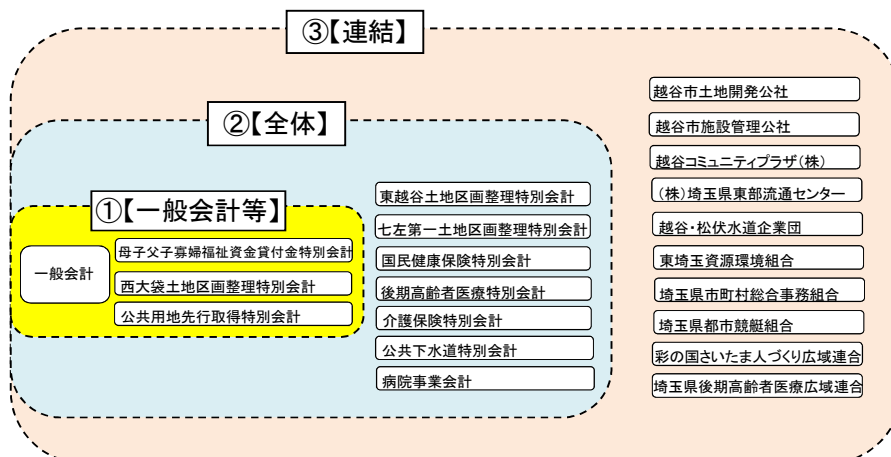 ③【連結】
②【全体】
①【一般会計等】
一般会計
母子父子寡婦福祉資金貸付金特別会計
西大袋土地区画整理特別会計
公共用地先行取得特別会計
東越谷土地区画整理特別会計
七左第一土地区画整理特別会計
国民健康保険特別会計
後期高齢者医療特別会計
介護保険特別会計
公共下水道特別会計
病院事業会計
越谷市土地開発公社
越谷市施設管理公社
越谷コミュニティプラザ(株)
(株)埼玉県東部流通センター
越谷・松伏水道企業団
東埼玉資源環境組合
埼玉県市町村総合事務組合
埼玉県都市競艇組合
彩の国さいたま人づくり広域連合
埼玉県後期高齢者医療広域連合